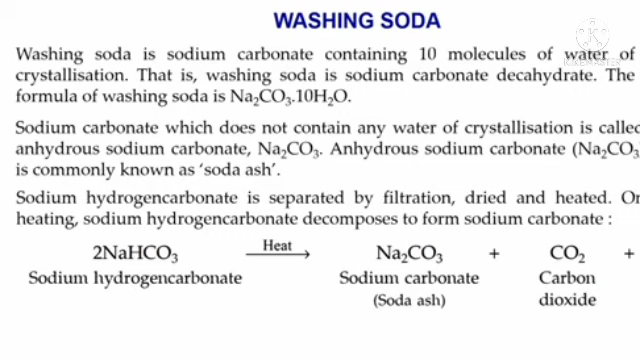 WASHING SODA
Washing soda is sodium carbonate containing 10 molecules of water of
crystallisation. That is, washing soda is sodium carbonate decahydrate. The
formula of washing soda is Na₂CO₃.10H₂O.
Sodium carbonate which does not contain any water of crystallisation is called
anhydrous sodium carbonate, Na₂CO₃. Anhydrous sodium carbonate (Na₂CO₃
is commonly known as ‘soda ash’.
Sodium hydrogencarbonate is separated by filtration, dried and heated. On
heating, sodium hydrogencarbonate decomposes to form sodium carbonate :
2NaHCO₃ Heat Na₂CO₃ + CO₂ +
Sodium hydrogencarbonate Sodium carbonate Carbon
(Soda ash) dioxide